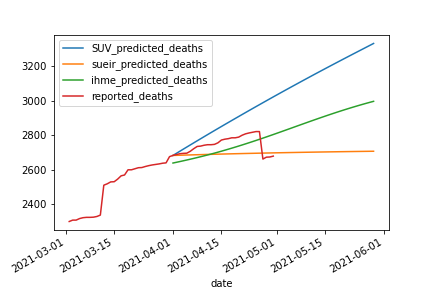 SUV_predicted_deaths
sueir_predicted_deaths
ihme_predicted_deaths
reported_deaths
3200
3000
2800
2600
2400
2021-03-01
2021-03-15
2021-04-01
2021-04-15
2021-05-01
2021-05-15
2021-06-01
date